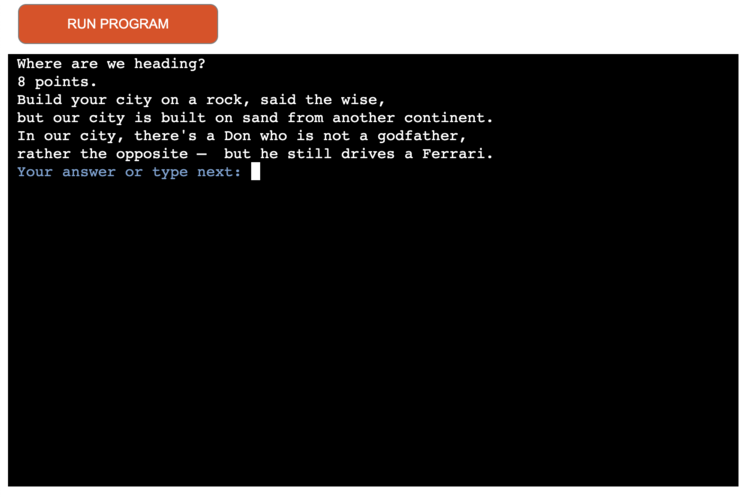 RUN PROGRAM
Where are we heading?
8 points.
Build your city on a rock, said the wise,
but our city is built on sand from another continent.
In our city, there's a Don who is not a godfather,
rather the opposite —  but he still drives a Ferrari.
Your answer or type next: